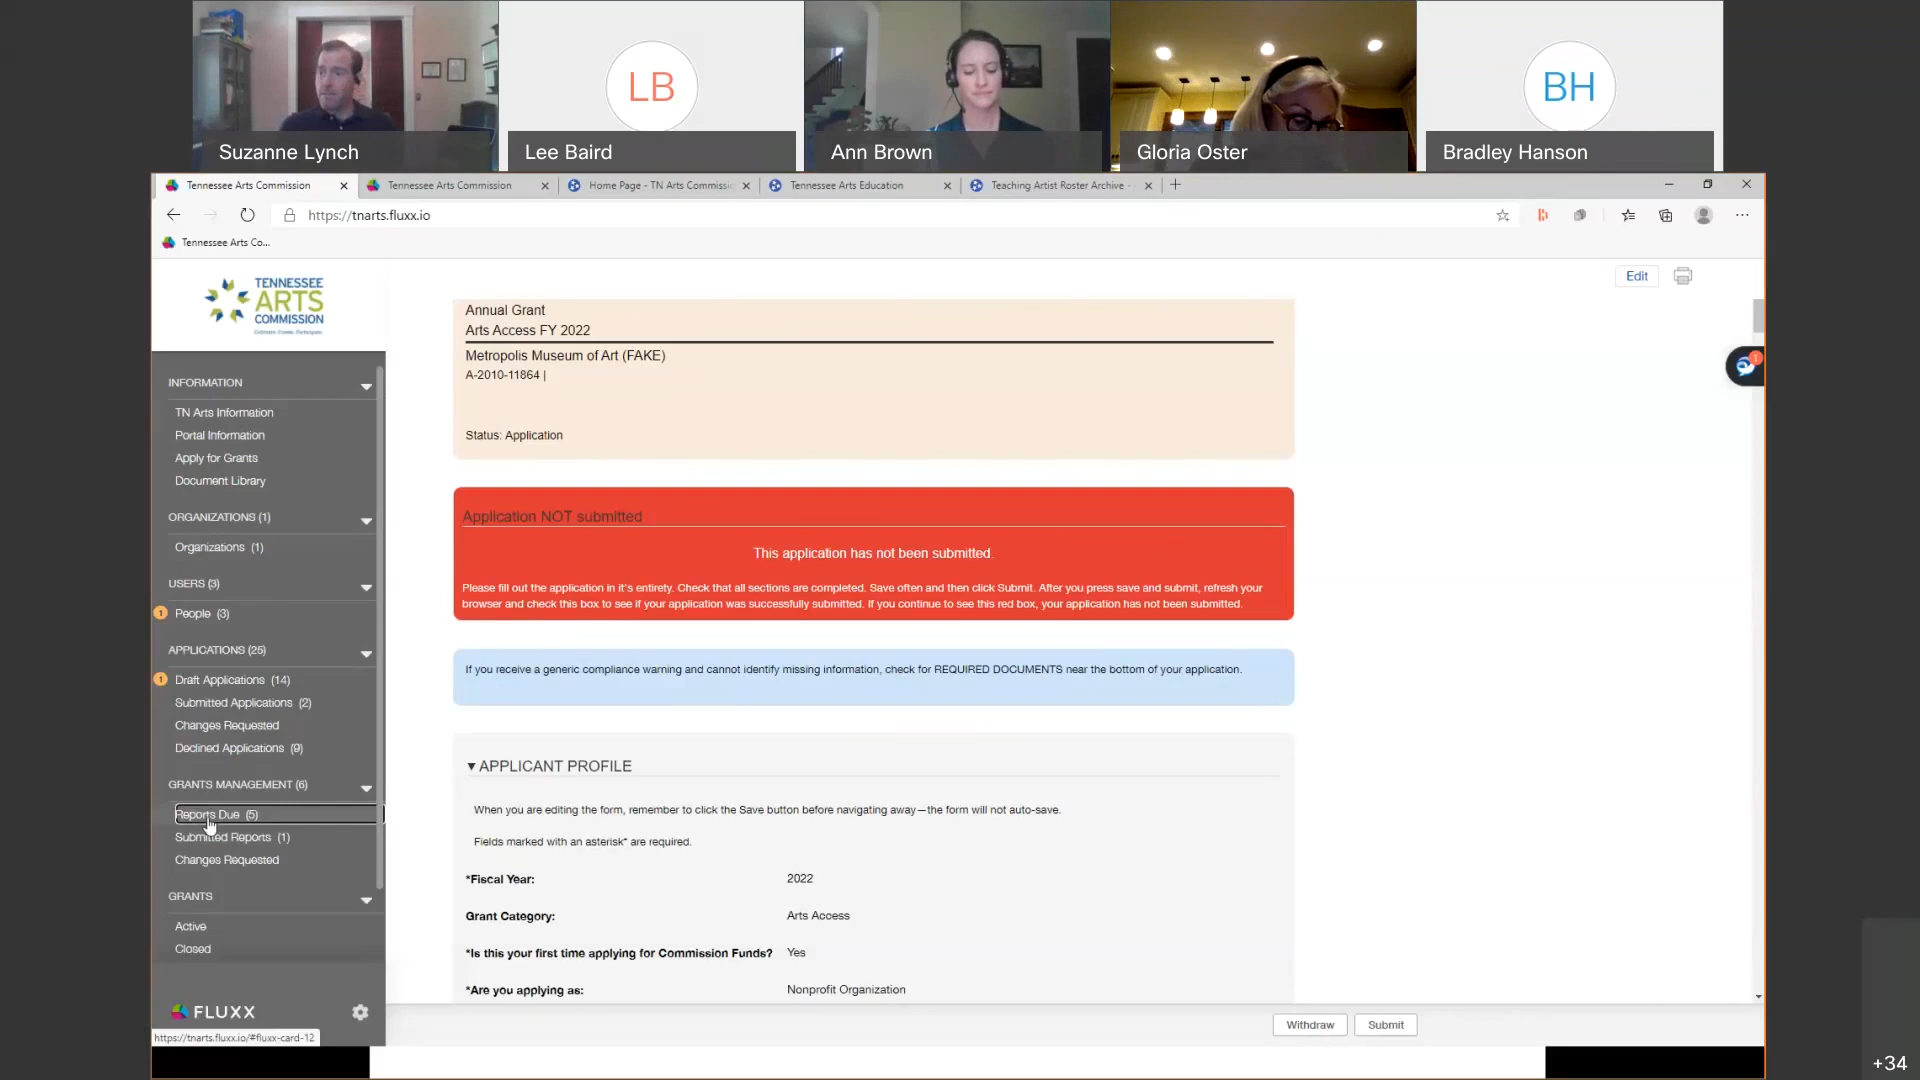 LB
BH
Suzanne Lynch
Lee Baird
Ann Brown
Gloria Oster
Bradley Hanson
Tennessee Arts Commission
Tennessee Arts Commission
Home Page - TN Arts Commissi
Tennessee Arts Education
Teaching Artist Roster Archive -
https://tnarts.fluxx.io
Tennessee Arts Co...
TENNESSEE
ARTS
COMMISSION
Edit
1
Annual Grant
Arts Access FY 2022
Metropolis Museum of Art (FAKE)
A-2010-11864 |
Status: Application
Application NOT submitted
This application has not been submitted.
Please fill out the application in it's entirety. Check that all sections are completed. Save often and then click Submit. After you press save and submit, refresh your
browser and check this box to see if your application was successfully submitted. If you continue to see this red box, your application has not been submitted.
If you receive a generic compliance warning and cannot identify missing information, check for REQUIRED DOCUMENTS near the bottom of your application.
APPLICANT PROFILE
When you are editing the form, remember to click the Save button before navigating away—the form will not auto-save.
Fields marked with an asterisk* are required.
*Fiscal Year: 2022
Grant Category: Arts Access
*Is this your first time applying for Commission Funds? Yes
*Are you applying as: Nonprofit Organization
Withdraw
Submit
INFORMATION
TN Arts Information
Portal Information
Apply for Grants
Document Library
ORGANIZATIONS (1)
Organizations (1)
USERS (3)
1 People (3)
APPLICATIONS (25)
1 Draft Applications (14)
Submitted Applications (2)
Changes Requested
Declined Applications (9)
GRANTS MANAGEMENT (6)
Reports Due (5)
Submitted Reports (1)
Changes Requested
GRANTS
Active
Closed
FLUXX
https://tnarts.fluxx.io/#fluxx-card-12
+34